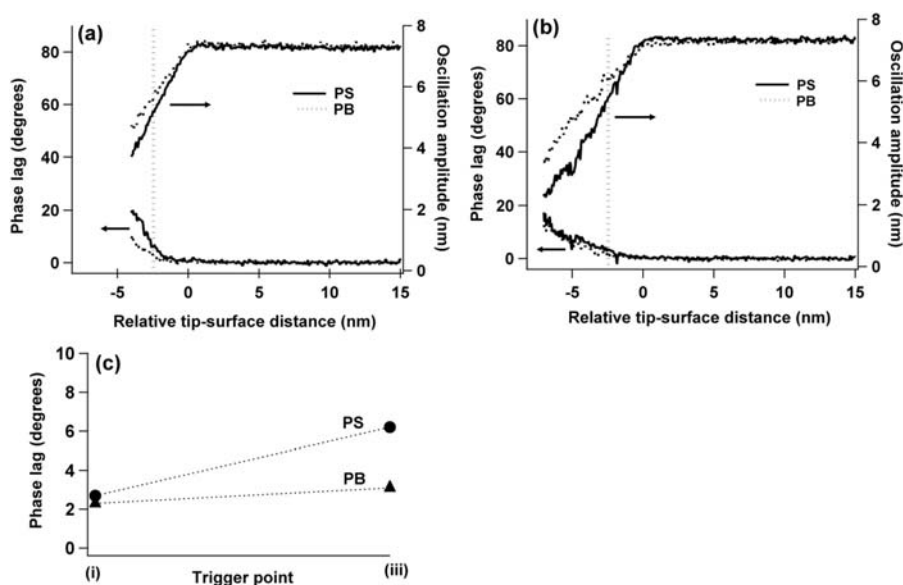 (a)
Phase lag (degrees)
80
60
40
20
0
-5
0
5
10
15
Relative tip-surface distance (nm)
8
6
4
2
0
Oscillation amplitude (nm)
PS
PB
(b)
Phase lag (degrees)
80
60
40
20
0
-5
0
5
10
15
Relative tip-surface distance (nm)
8
6
4
2
0
Oscillation amplitude (nm)
PS
PB
(c)
Phase lag (degrees)
10
8
6
4
2
0
PS
PB
(i)
Trigger point
(iii)